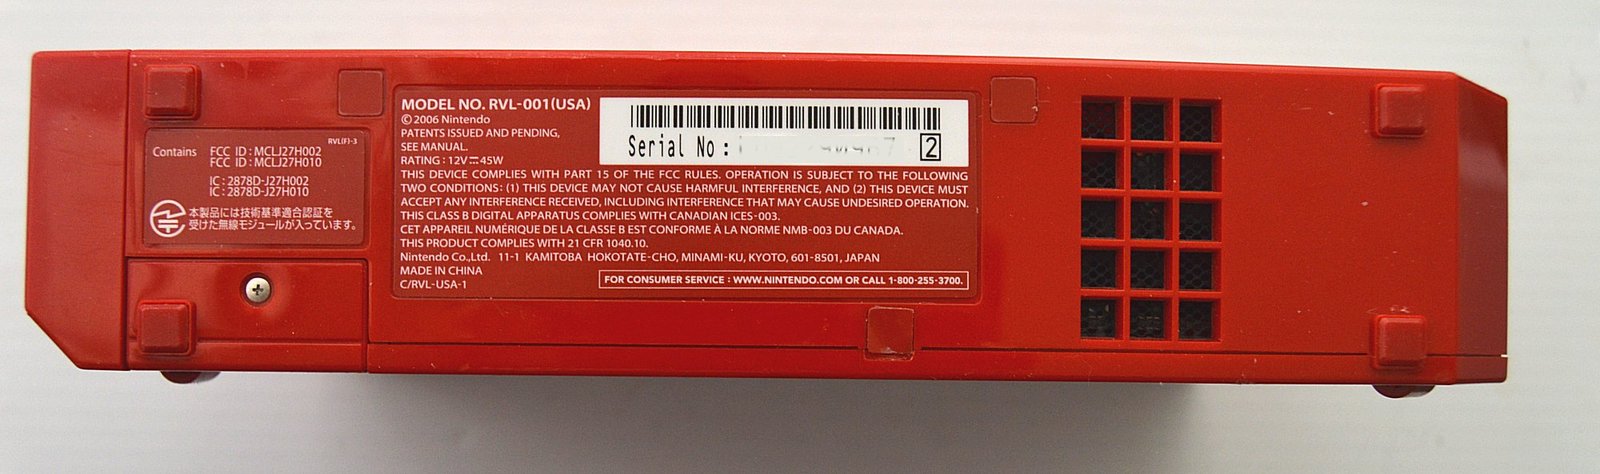 RVL(F)-3
Contains FCC ID : MCLJ27H002
FCC ID : MCLJ27H010
IC : 2878D-J27H002
IC : 2878D-J27H010
本製品には技術基準適合認証を
受けた無線モジュールが入っています。
MODEL NO. RVL-001(USA)
©2006 Nintendo
PATENTS ISSUED AND PENDING,
SEE MANUAL.
RATING : 12V⎓45W
Serial No : 2
THIS DEVICE COMPLIES WITH PART 15 OF THE FCC RULES. OPERATION IS SUBJECT TO THE FOLLOWING
TWO CONDITIONS: (1) THIS DEVICE MAY NOT CAUSE HARMFUL INTERFERENCE, AND (2) THIS DEVICE MUST
ACCEPT ANY INTERFERENCE RECEIVED, INCLUDING INTERFERENCE THAT MAY CAUSE UNDESIRED OPERATION.
THIS CLASS B DIGITAL APPARATUS COMPLIES WITH CANADIAN ICES-003.
CET APPAREIL NUMÉRIQUE DE LA CLASSE B EST CONFORME À LA NORME NMB-003 DU CANADA.
THIS PRODUCT COMPLIES WITH 21 CFR 1040.10.
Nintendo Co.,Ltd. 11-1 KAMITOBA HOKOTATE-CHO, MINAMI-KU, KYOTO, 601-8501, JAPAN
MADE IN CHINA
C/RVL-USA-1
FOR CONSUMER SERVICE : WWW.NINTENDO.COM OR CALL 1-800-255-3700.